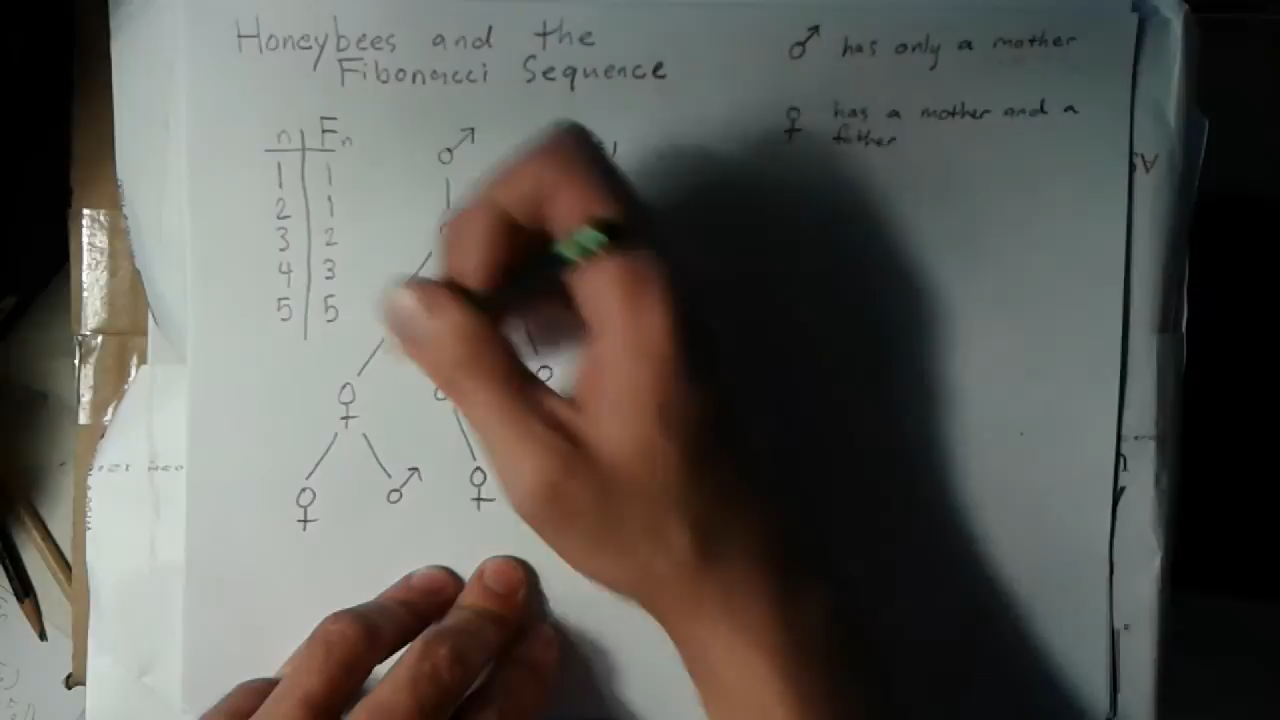 Honeybees and the
Fibonacci Sequence
♂ has only a mother
♀ has a mother and a
father
n Fn
1 1
2 1
3 2
4 3
5 5